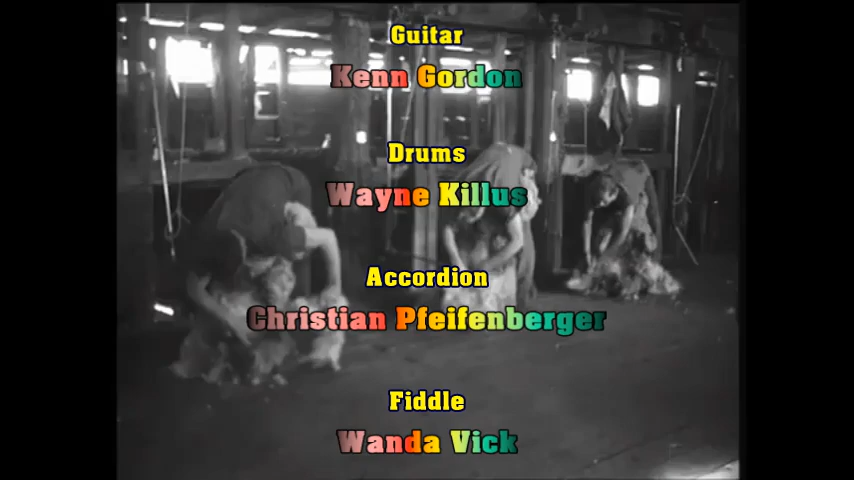 Guitar
Kenn Gordon
Drums
Wayne Killus
Accordion
Christian Pfeifenberger
Fiddle
Wanda Vick